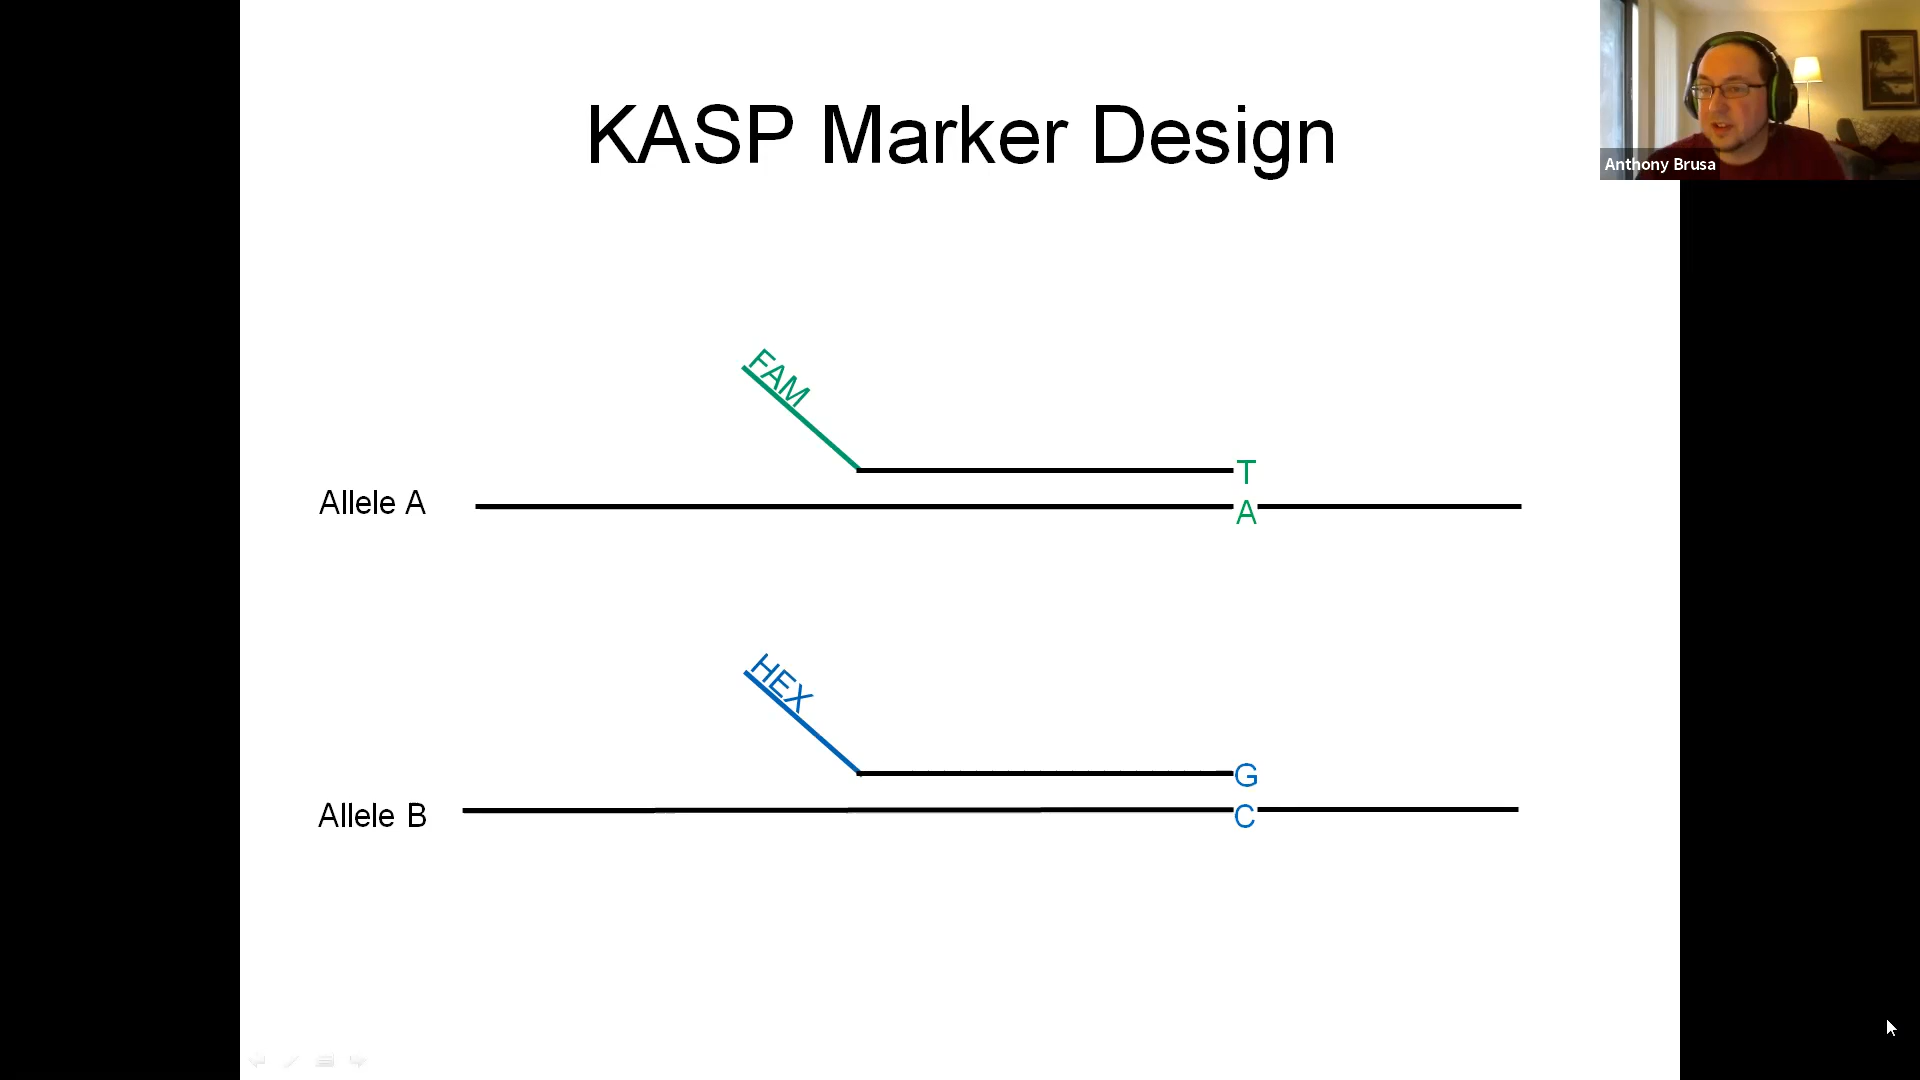 KASP Marker Design
Anthony Brusa
FAM
T
Allele A
A
HEX
G
Allele B
C